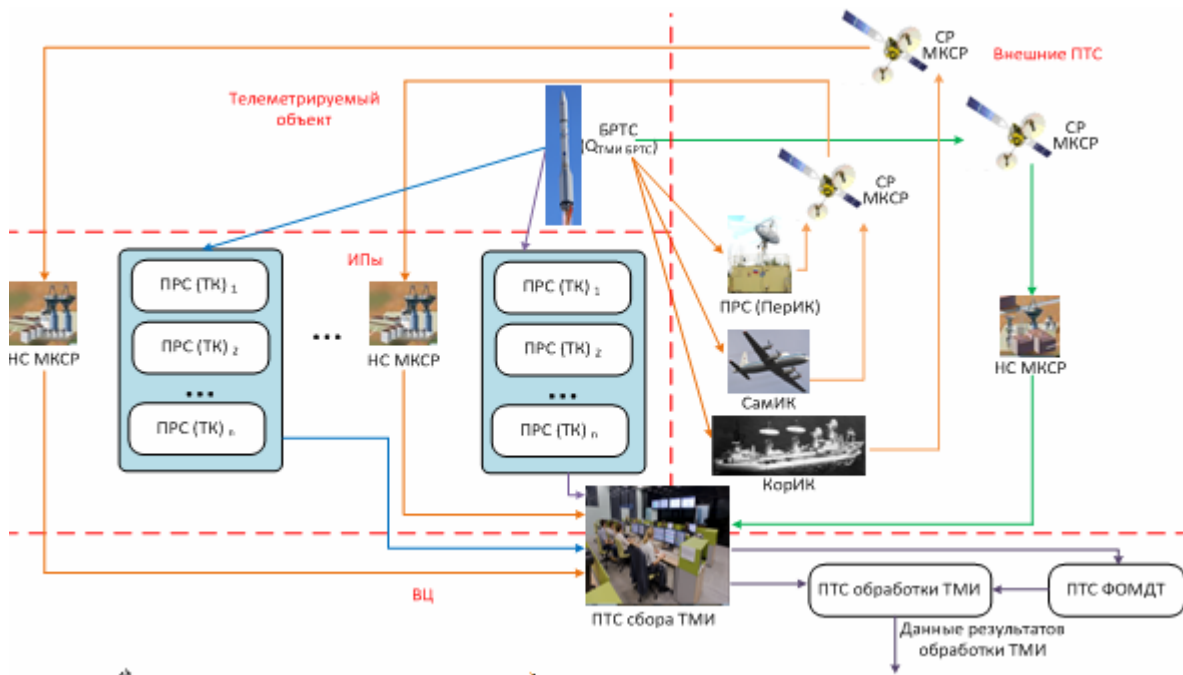 СР
МКСР
Внешние ПТС
Телеметрируемый
объект
БРТС
(QТМИ БРТС)
СР
МКСР
СР
МКСР
ИПы
ПРС (ТК) 1
ПРС (ТК) 2
...
ПРС (ТК) n
НС МКСР
...
НС МКСР
ПРС (ТК) 1
ПРС (ТК) 2
...
ПРС (ТК) n
ПРС (ПерИК)
СамИК
КорИК
НС МКСР
ВЦ
ПТС сбора ТМИ
ПТС обработки ТМИ
ПТС ФОМДТ
Данные результатов
обработки ТМИ